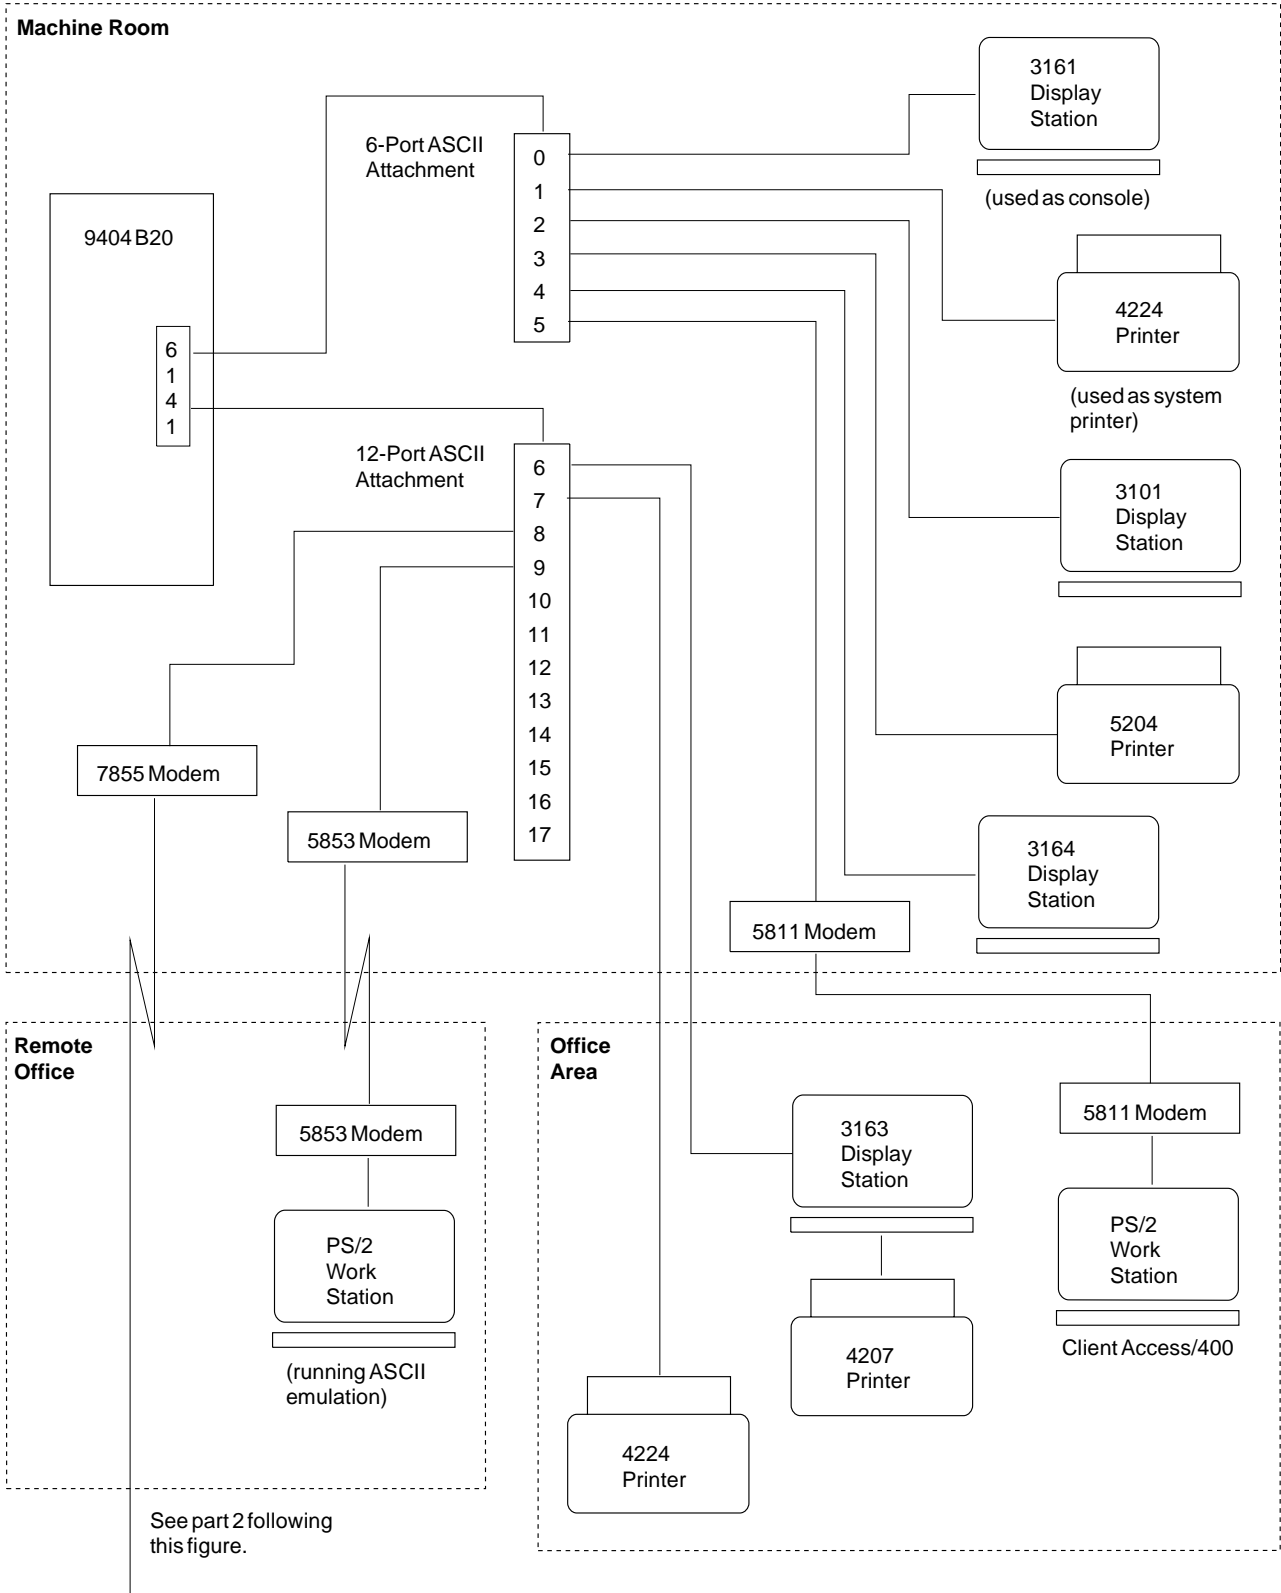 Machine Room
3161
Display
Station
(used as console)
6-Port ASCII
Attachment
0
1
2
3
4
5
9404 B20
6
1
4
1
4224
Printer
(used as system
printer)
12-Port ASCII
Attachment
6
7
8
9
10
11
12
13
14
15
16
17
3101
Display
Station
5204
Printer
7855 Modem
5853 Modem
3164
Display
Station
5811 Modem
Remote
Office
5853 Modem
PS/2
Work
Station
(running ASCII
emulation)
See part 2 following
this figure.
Office
Area
3163
Display
Station
4207
Printer
4224
Printer
5811 Modem
PS/2
Work
Station
Client Access/400